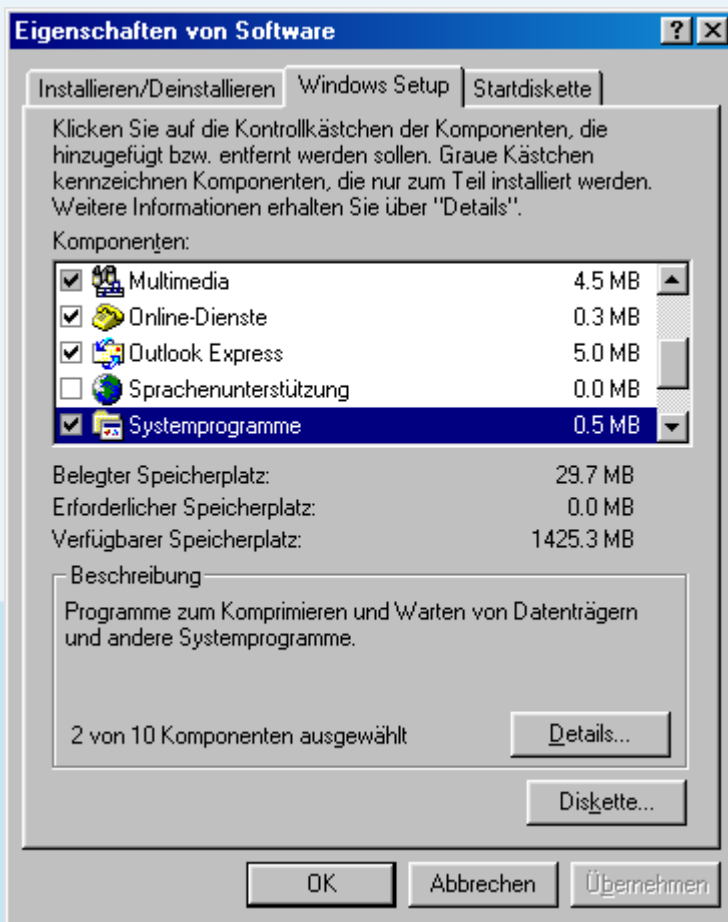 Eigenschaften von Software
Installieren/Deinstallieren Windows Setup Startdiskette
Klicken Sie auf die Kontrollkästchen der Komponenten, die
hinzugefügt bzw. entfernt werden sollen. Graue Kästchen
kennzeichnen Komponenten, die nur zum Teil installiert werden.
Weitere Informationen erhalten Sie über "Details".
Komponenten:
Multimedia 4.5 MB
Online-Dienste 0.3 MB
Outlook Express 5.0 MB
Sprachenunterstützung 0.0 MB
Systemprogramme 0.5 MB
Belegter Speicherplatz: 29.7 MB
Erforderlicher Speicherplatz: 0.0 MB
Verfügbarer Speicherplatz: 1425.3 MB
Beschreibung
Programme zum Komprimieren und Warten von Datenträgern
und andere Systemprogramme.
2 von 10 Komponenten ausgewählt Details...
Diskette...
OK Abbrechen Übernehmen